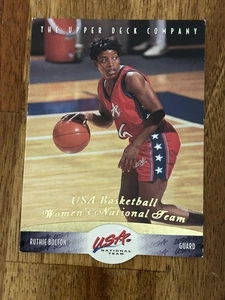 THE UPPER DECK COMPANY
USA Basketball
Women's National Team
USA
NATIONAL TEAM
RUTHIE BOLTON
GUARD